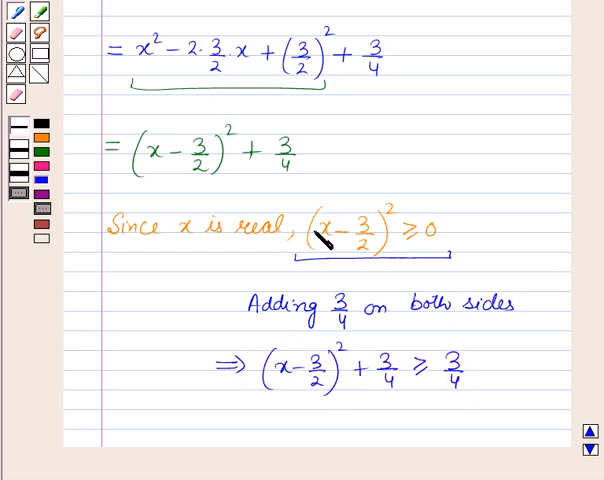 = x² − 2·3/2·x + (3/2)² + 3/4
= (x − 3/2)² + 3/4
Since x is real, (x − 3/2)² ≥ 0
Adding 3/4 on both sides
⇒ (x − 3/2)² + 3/4 ≥ 3/4